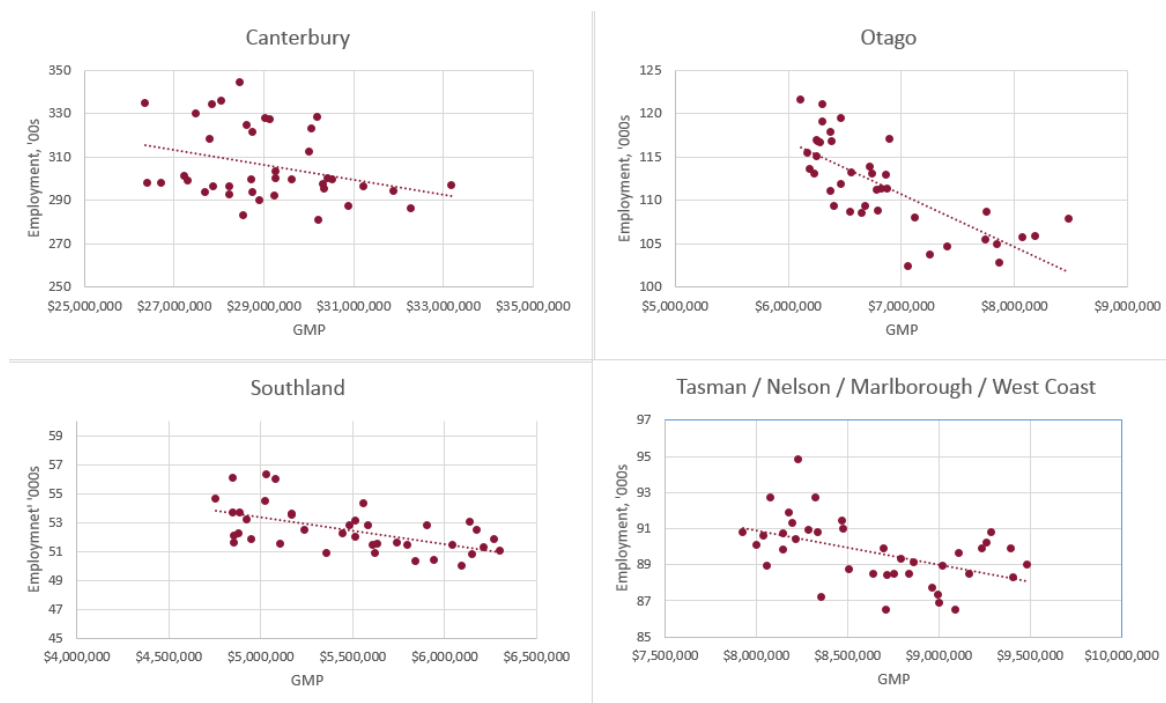 Canterbury
Employment, '00s
350
330
310
290
270
250
$25,000,000 $27,000,000 $29,000,000 $31,000,000 $33,000,000 $35,000,000
GMP
Otago
Employment, '000s
125
120
115
110
105
100
$5,000,000 $6,000,000 $7,000,000 $8,000,000 $9,000,000
GMP
Southland
Employmnet' '000s
59
57
55
53
51
49
47
45
$4,000,000 $4,500,000 $5,000,000 $5,500,000 $6,000,000 $6,500,000
GMP
Tasman / Nelson / Marlborough / West Coast
Employment, '000s
97
95
93
91
89
87
85
$7,500,000 $8,000,000 $8,500,000 $9,000,000 $9,500,000 $10,000,000
GMP